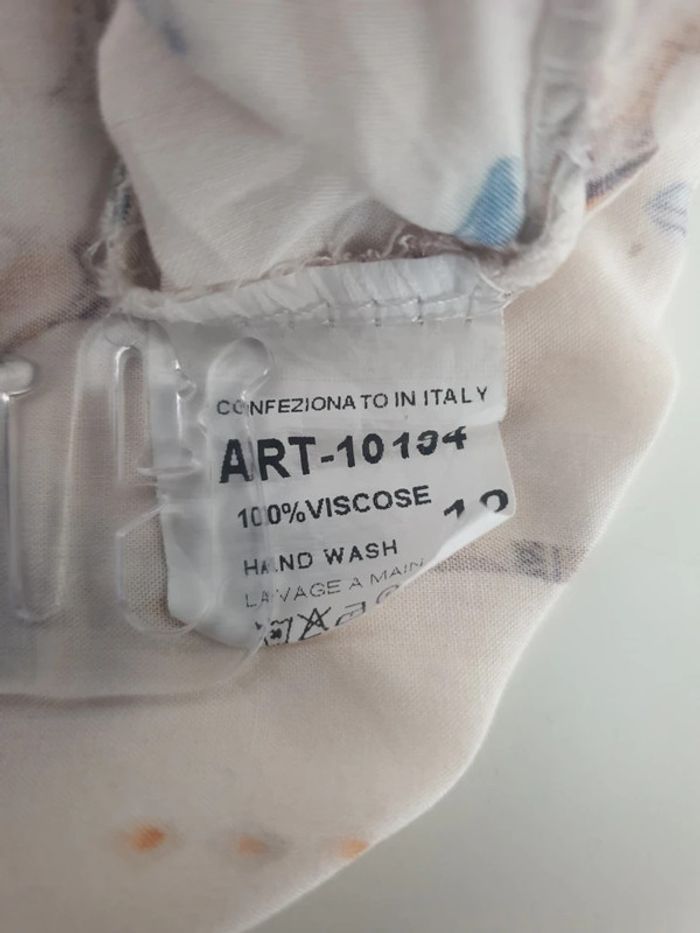 CONFEZIONATO IN ITALY
ART-10194
100%VISCOSE
HAND WASH
LAVAGE A MAIN